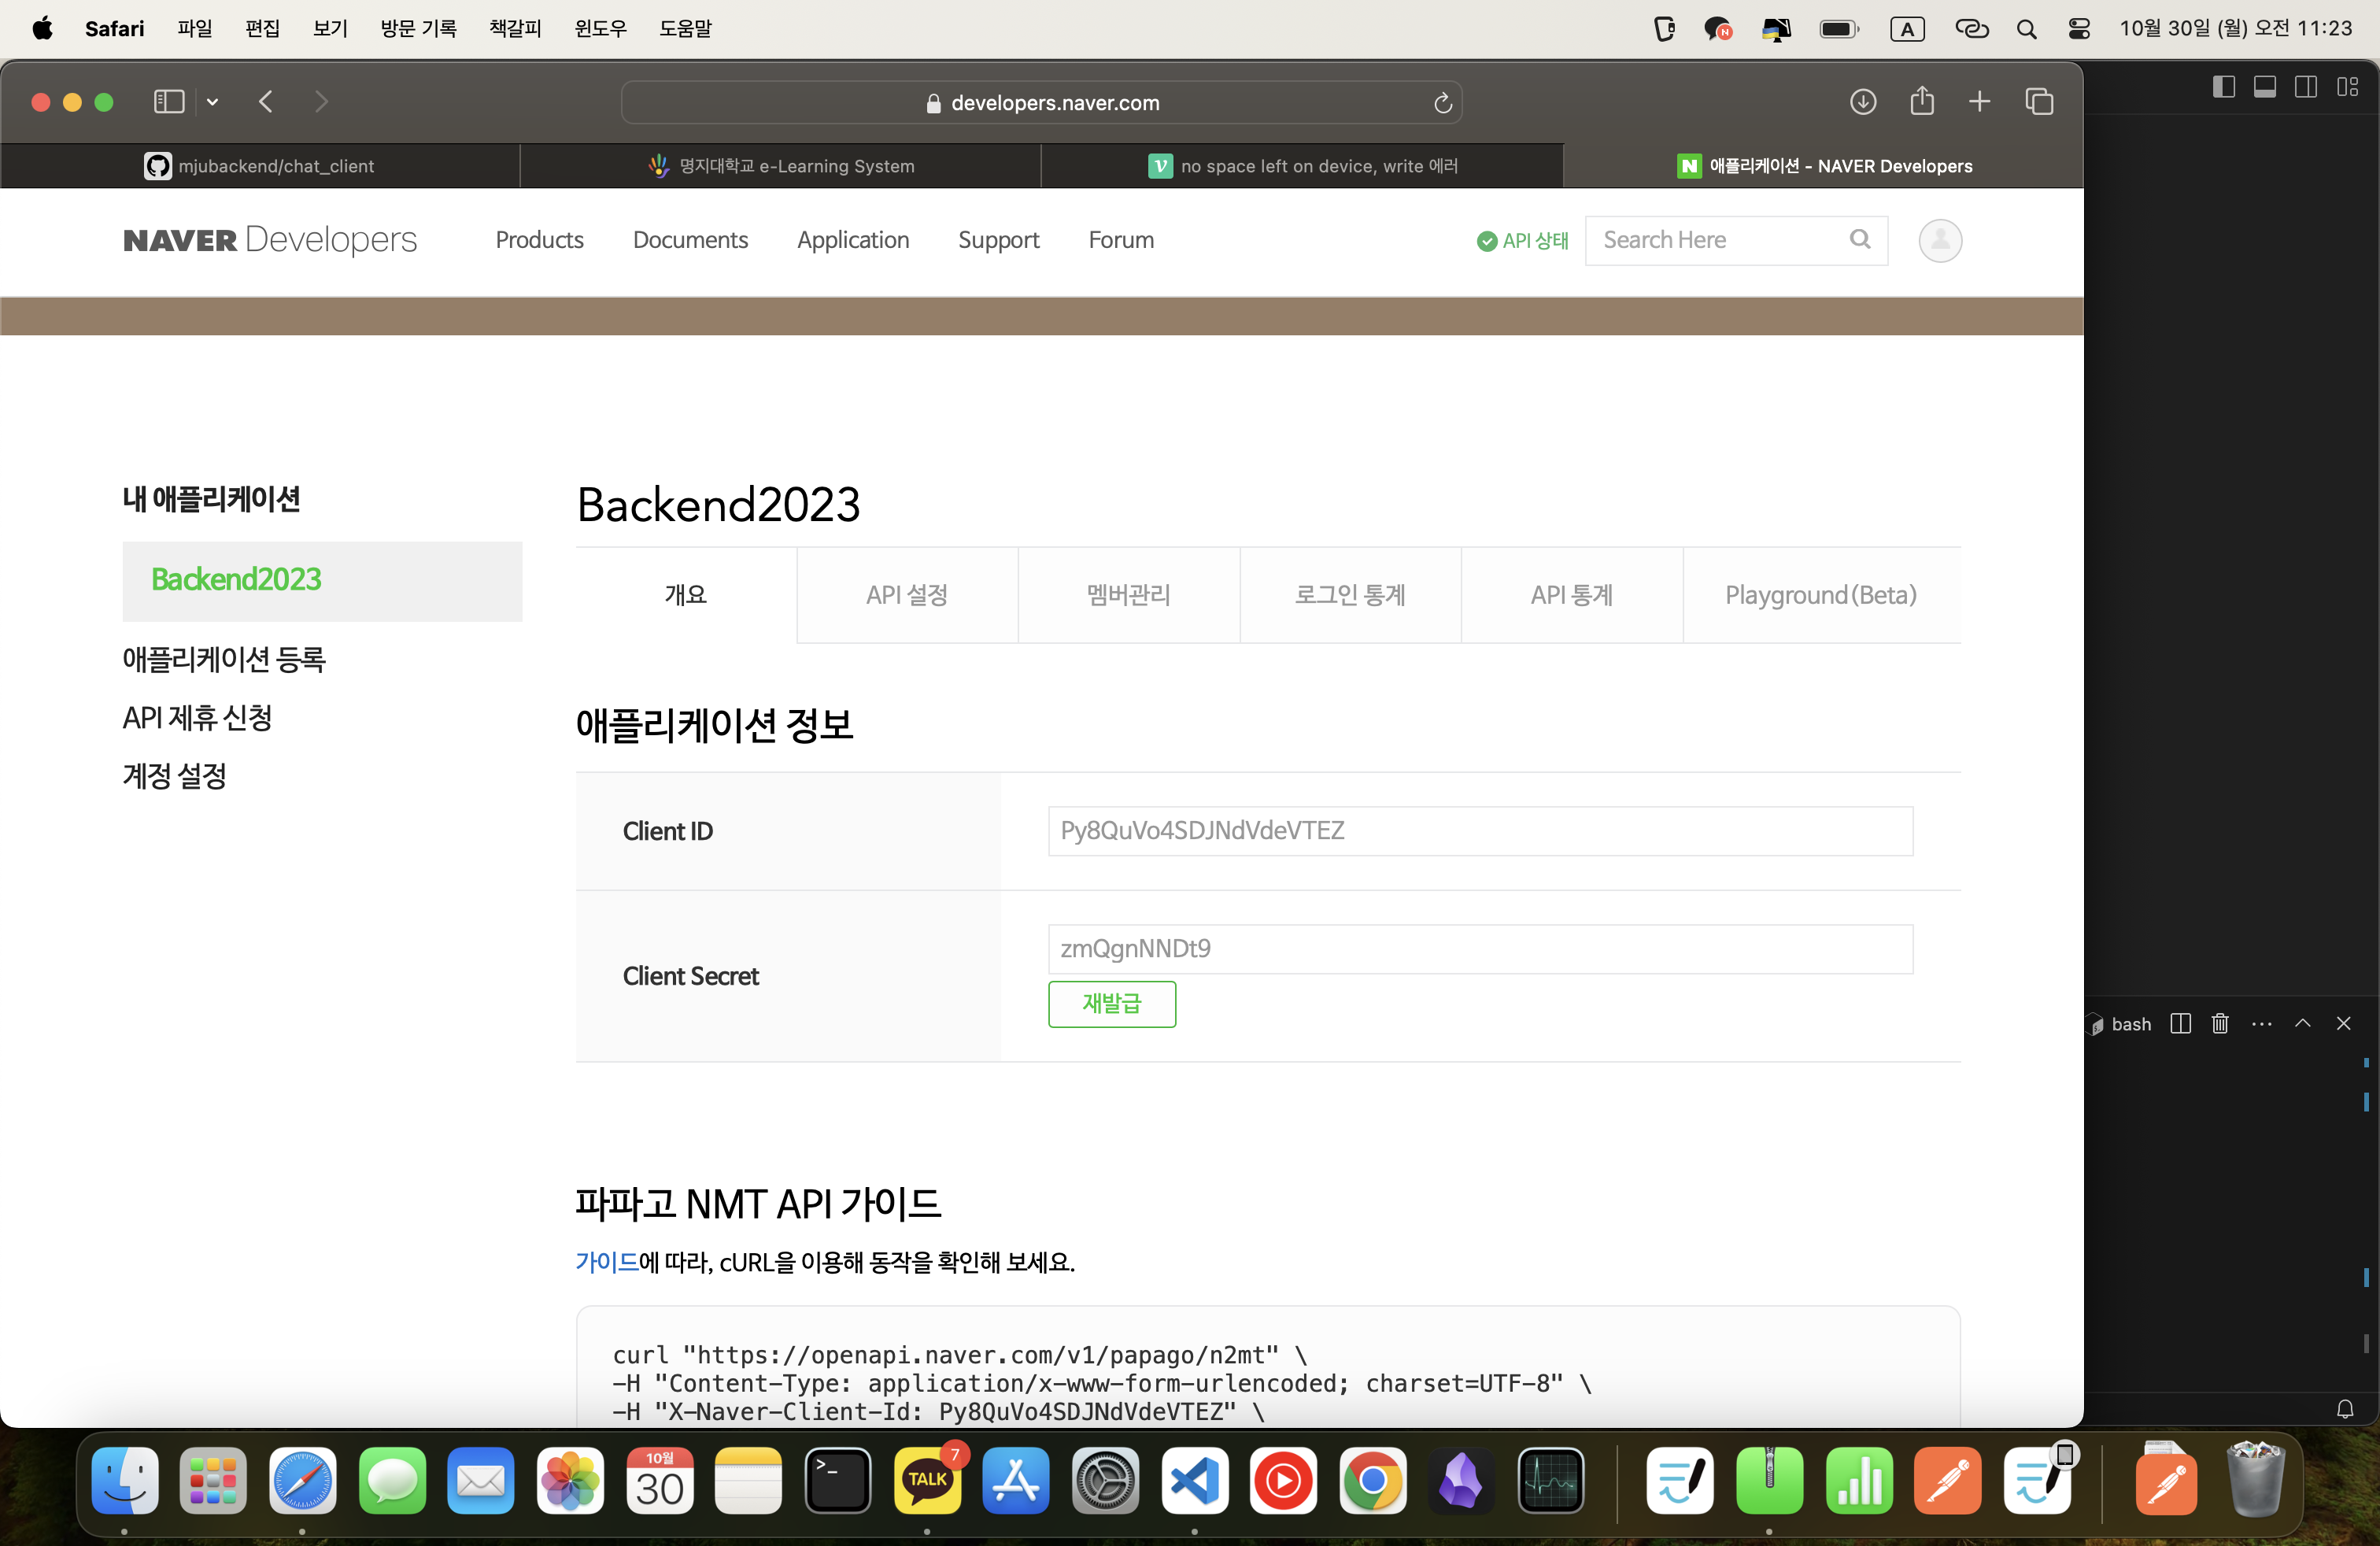 Safari 파일 편집 보기 방문 기록 책갈피 윈도우 도움말 A 10월 30일 (월) 오전 11:23
developers.naver.com
mjubackend/chat_client 명지대학교 e-Learning System no space left on device, write 에러 애플리케이션 - NAVER Developers
NAVER Developers Products Documents Application Support Forum API 상태 Search Here
내 애플리케이션
Backend2023
애플리케이션 등록
API 제휴 신청
계정 설정
Backend2023
개요 API 설정 멤버관리 로그인 통계 API 통계 Playground(Beta)
애플리케이션 정보
Client ID Py8QuVo4SDJNdVdeVTEZ
Client Secret zmQgnNNDt9
재발급
파파고 NMT API 가이드
가이드에 따라, cURL을 이용해 동작을 확인해 보세요.
curl "https://openapi.naver.com/v1/papago/n2mt" \
-H "Content-Type: application/x-www-form-urlencoded; charset=UTF-8" \
-H "X-Naver-Client-Id: Py8QuVo4SDJNdVdeVTEZ" \
bash
10월
30
TALK
7